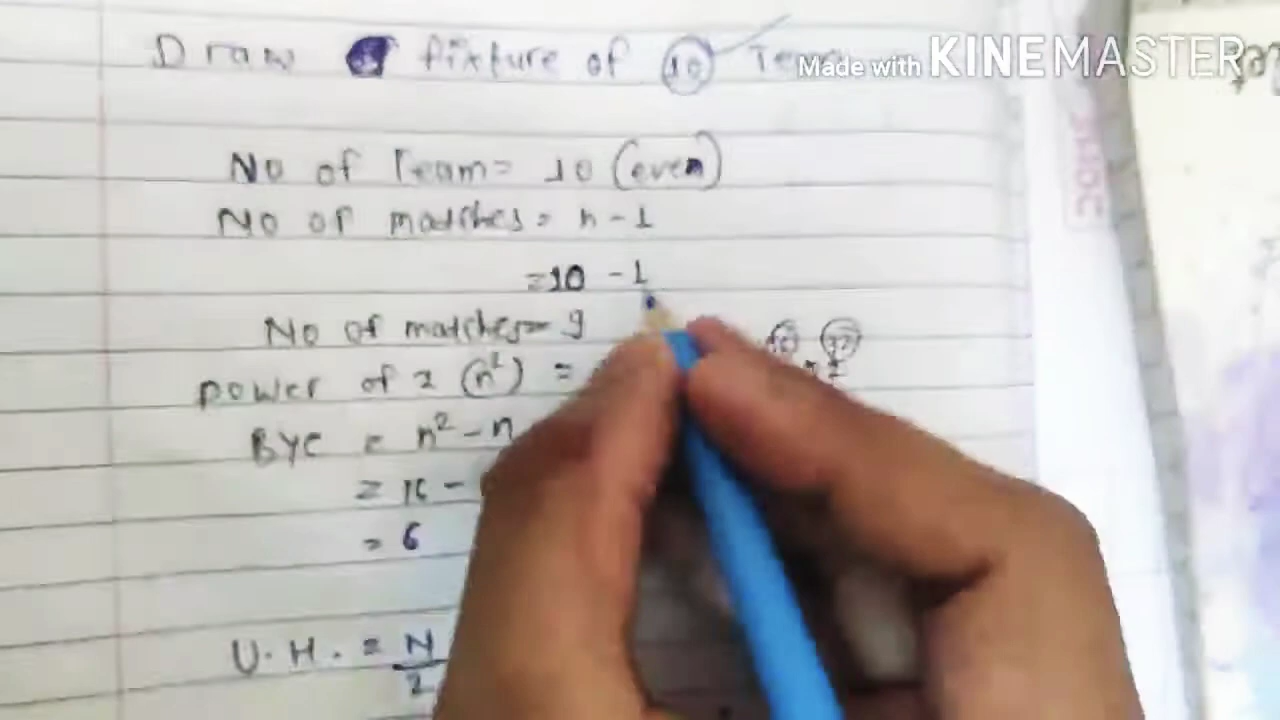 Draw fixture of 10 Team
Made with KINEMASTER
No of Team = 10 (even)
No of matches = n - 1
= 10 - 1
No of matches = 9
power of 2 (n²) =
BYE = n² - n
= 16 -
= 6
U.H. = N/2